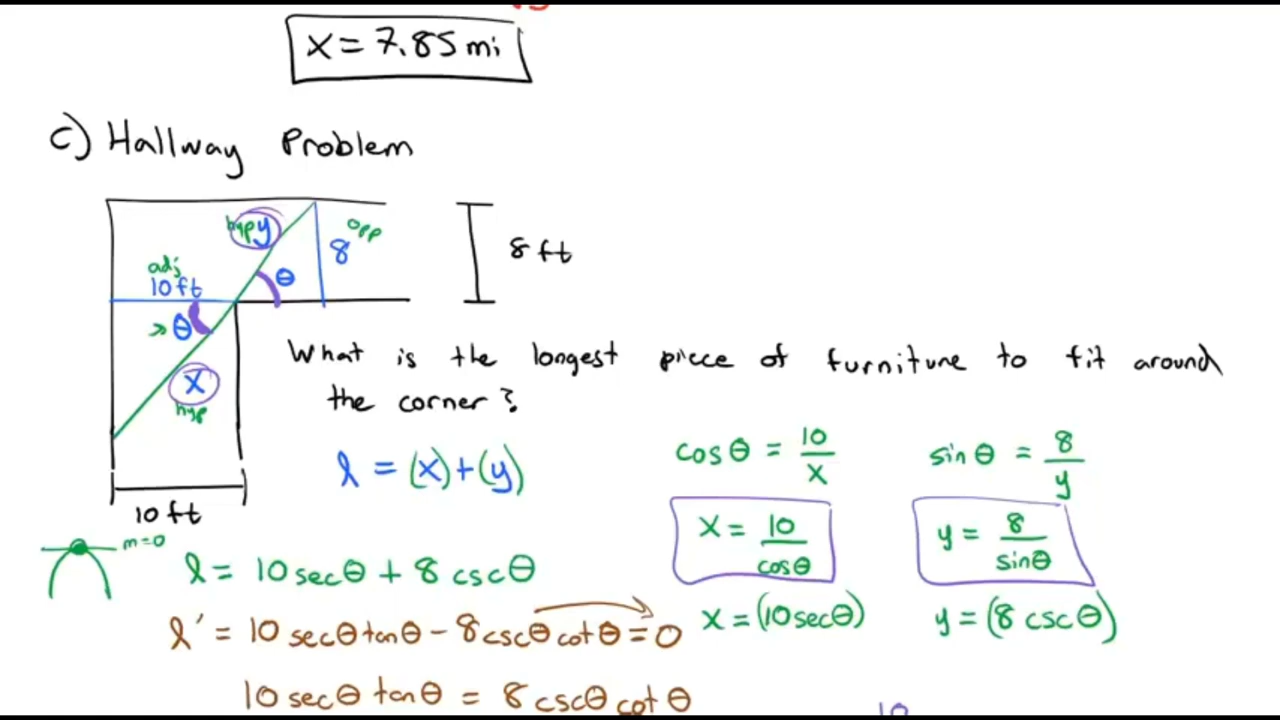 x = 7.85 mi
c) Hallway Problem
hyp y
opp
8
8 ft
adj
10 ft
θ
θ
x
hyp
10 ft
What is the longest piece of furniture to fit around
the corner?
l = (x) + (y)
cos θ = 10/x
sin θ = 8/y
x = 10/cos θ
y = 8/sin θ
m=0
l = 10 sec θ + 8 csc θ
x = (10 sec θ)
y = (8 csc θ)
l' = 10 sec θ tan θ - 8 csc θ cot θ = 0
10 sec θ tan θ = 8 csc θ cot θ